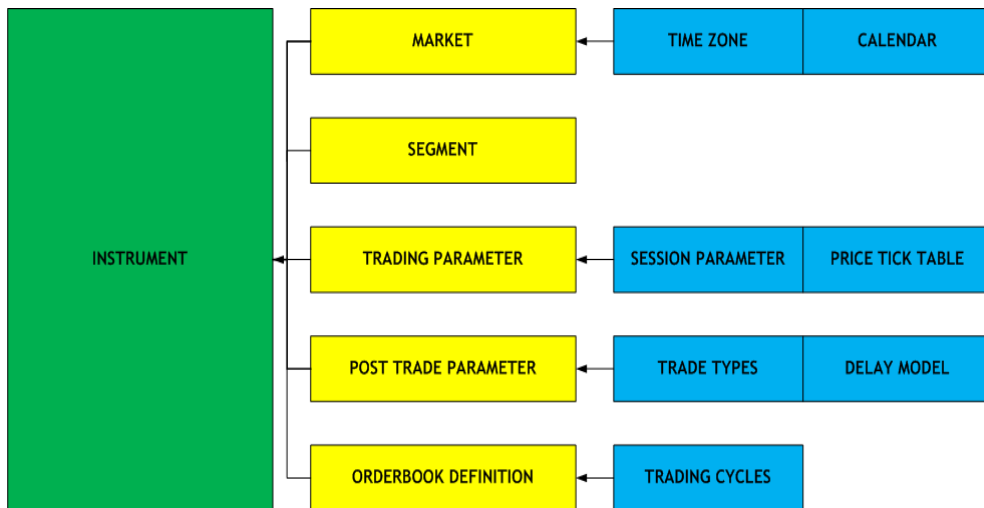 MARKET
TIME ZONE
CALENDAR
SEGMENT
INSTRUMENT
TRADING PARAMETER
SESSION PARAMETER
PRICE TICK TABLE
POST TRADE PARAMETER
TRADE TYPES
DELAY MODEL
ORDERBOOK DEFINITION
TRADING CYCLES